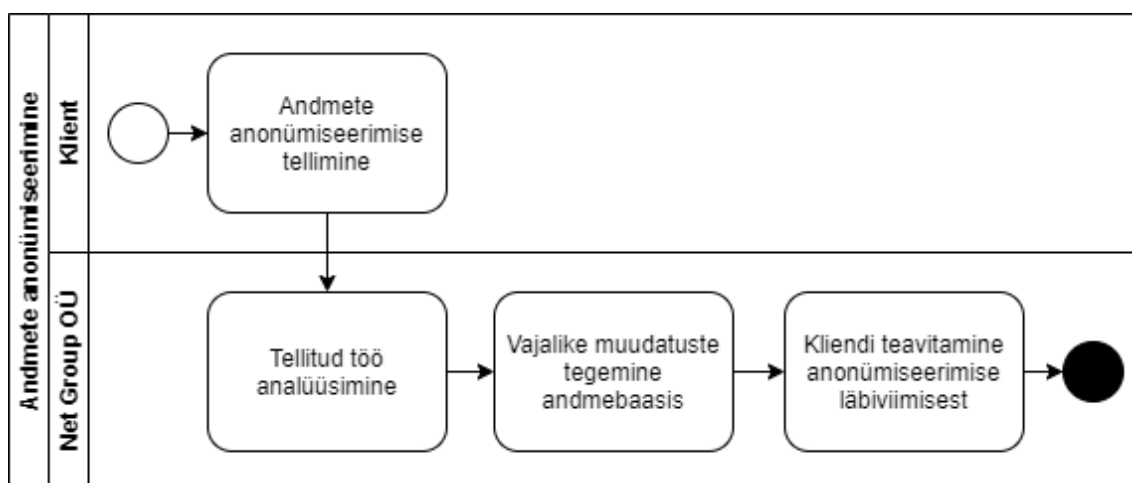 Andmete anonümiseerimine
Klient
Andmete
anonümiseerimise
tellimine
Net Group OÜ
Tellitud töö
analüüsimine
Vajalike muudatuste
tegemine
andmebaasis
Kliendi teavitamine
anonümiseerimise
läbiviimisest